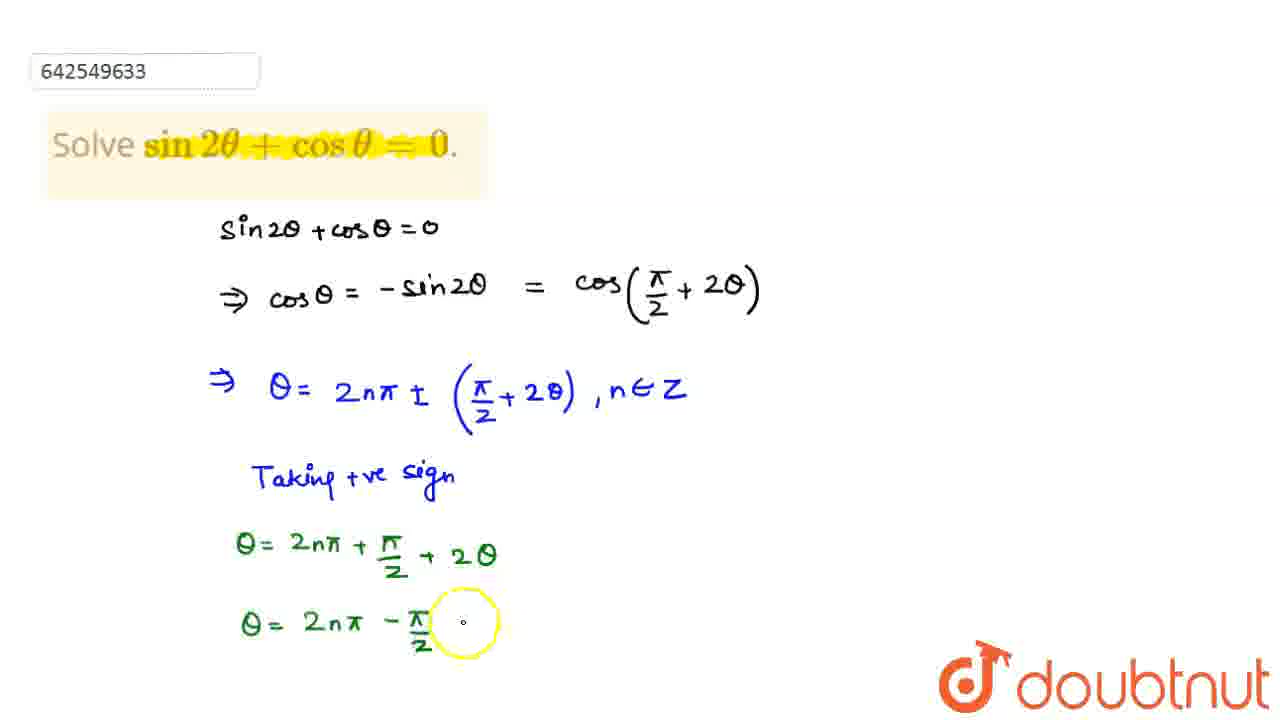 642549633
Solve sin 2θ + cos θ = 0.
sin2θ + cosθ = 0
⇒ cosθ = - sin2θ = cos(π/2 + 2θ)
⇒ θ = 2nπ ± (π/2 + 2θ), n ∈ Z
Taking +ve sign
θ = 2nπ + π/2 + 2θ
θ = 2nπ - π/2
doubtnut